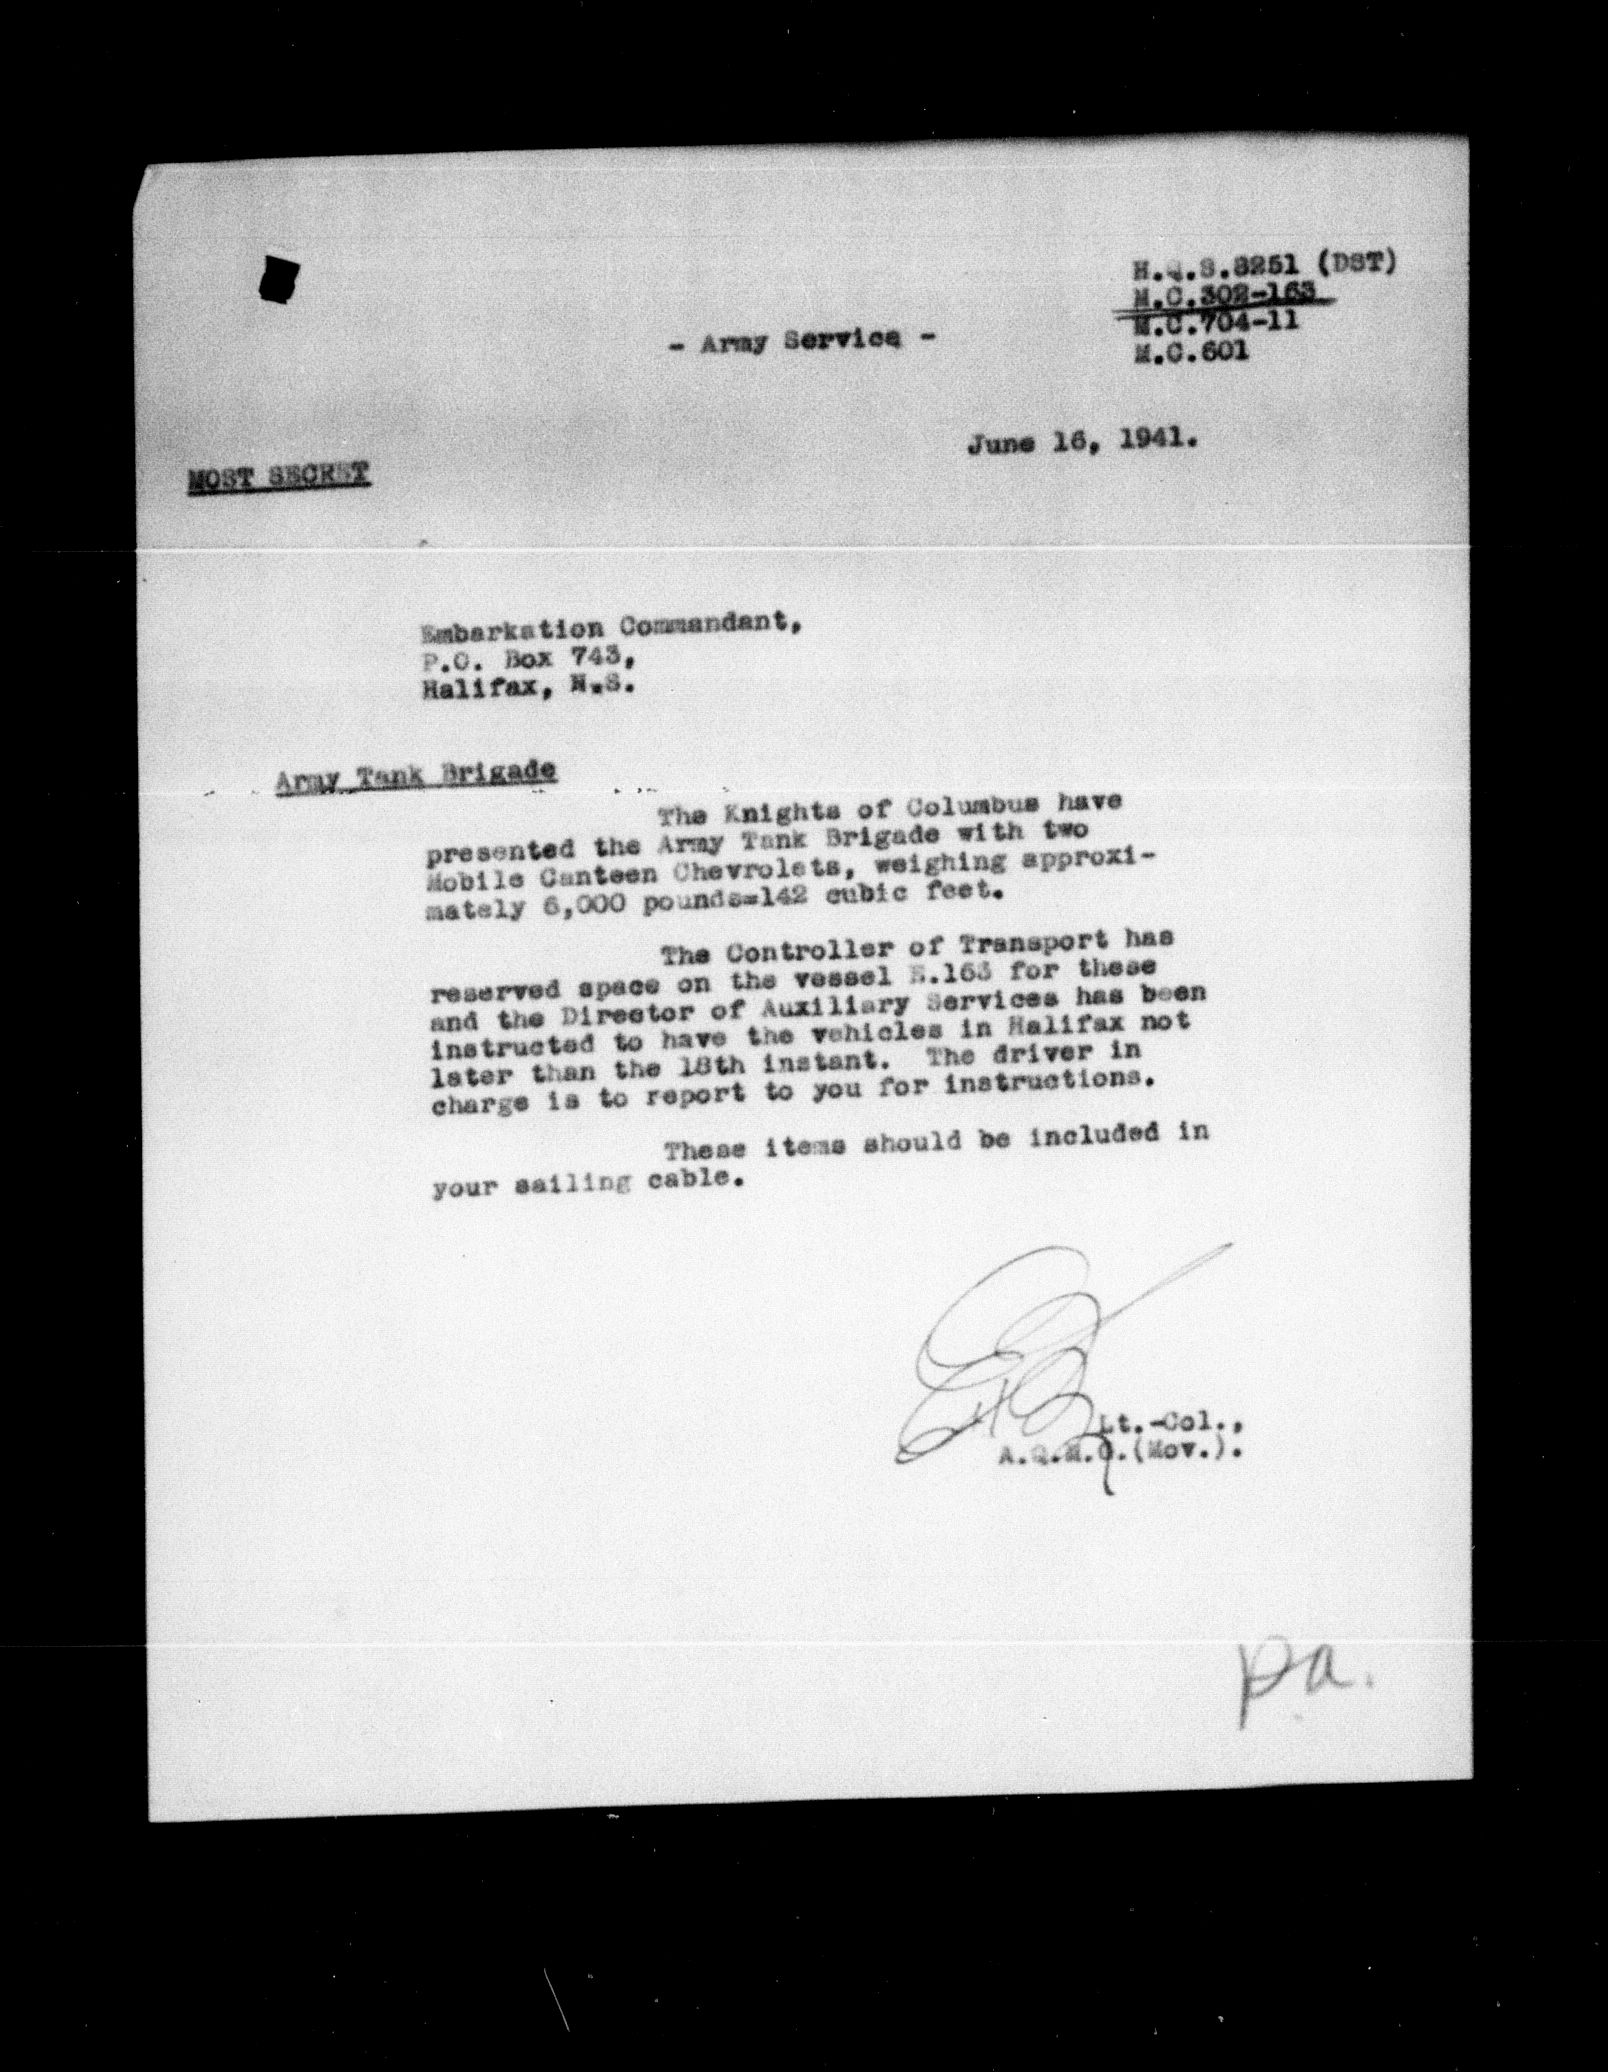 H.Q.S.8251 (DST)
M.C.302-163
M.C.704-11
M.C.601
- Army Service -
June 16, 1941.
MOST SECRET
Embarkation Commandant,
P.O. Box 743,
Halifax, N.S.
Army Tank Brigade
The Knights of Columbus have
presented the Army Tank Brigade with two
Mobile Canteen Chevrolets, weighing approxi-
mately 6,000 pounds=142 cubic feet.
The Controller of Transport has
reserved space on the vessel E.163 for these
and the Director of Auxiliary Services has been
instructed to have the vehicles in Halifax not
later than the 18th instant. The driver in
charge is to report to you for instructions.
These items should be included in
your sailing cable.
Lt.-Col.,
A.Q.M.G.(Mov.).
pa.